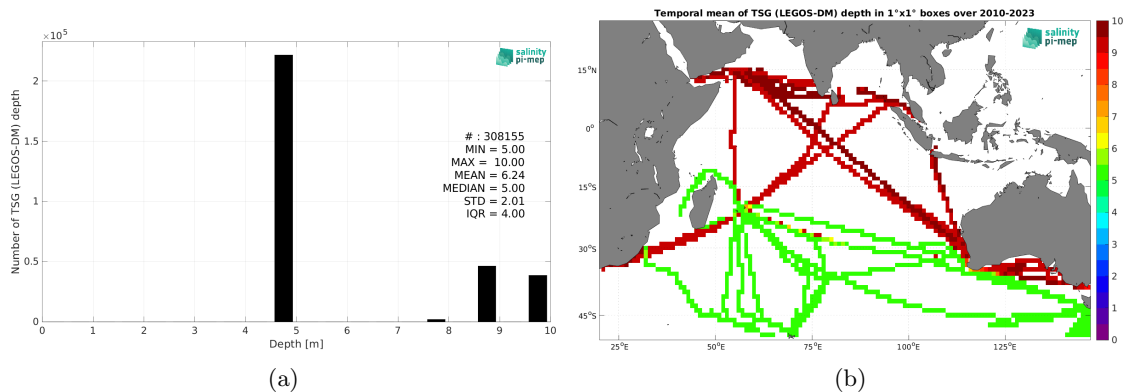 ×10⁵
2
1.5
1
0.5
0
Number of TSG (LEGOS-DM) depth
0 1 2 3 4 5 6 7 8 9 10
Depth [m]
salinity
pi-mep
# : 308155
MIN = 5.00
MAX = 10.00
MEAN = 6.24
MEDIAN = 5.00
STD = 2.01
IQR = 4.00
(a)
Temporal mean of TSG (LEGOS-DM) depth in 1°x1° boxes over 2010-2023
salinity
pi-mep
15°N
0°
15°S
30°S
45°S
25°E 50°E 75°E 100°E 125°E
10
9
8
7
6
5
4
3
2
1
0
(b)